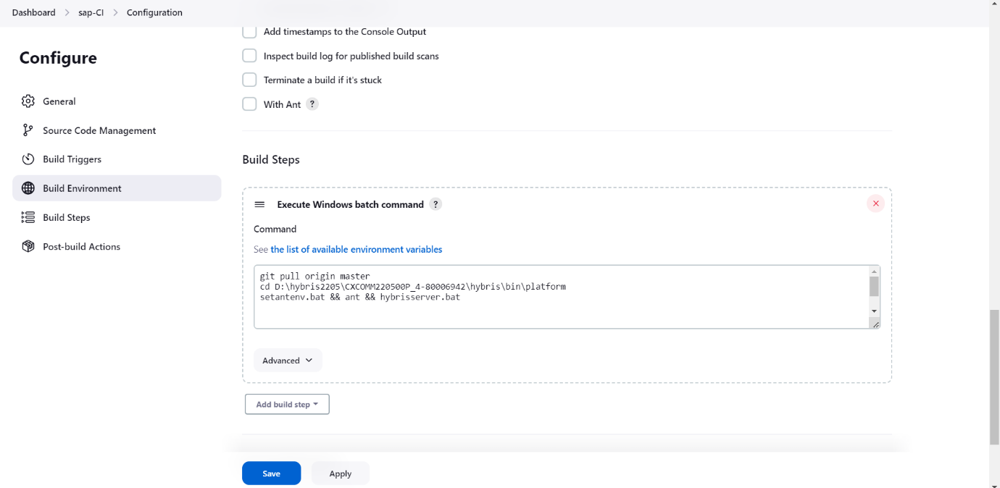 Dashboard > sap-CI > Configuration
Configure
General
Source Code Management
Build Triggers
Build Environment
Build Steps
Post-build Actions
Add timestamps to the Console Output
Inspect build log for published build scans
Terminate a build if it's stuck
With Ant ?
Build Steps
Execute Windows batch command ?
Command
See the list of available environment variables
git pull origin master
cd D:\hybris2205\CXCOMM220500P_4-80006942\hybris\bin\platform
setantenv.bat && ant && hybrisserver.bat
Advanced
Add build step
Save
Apply